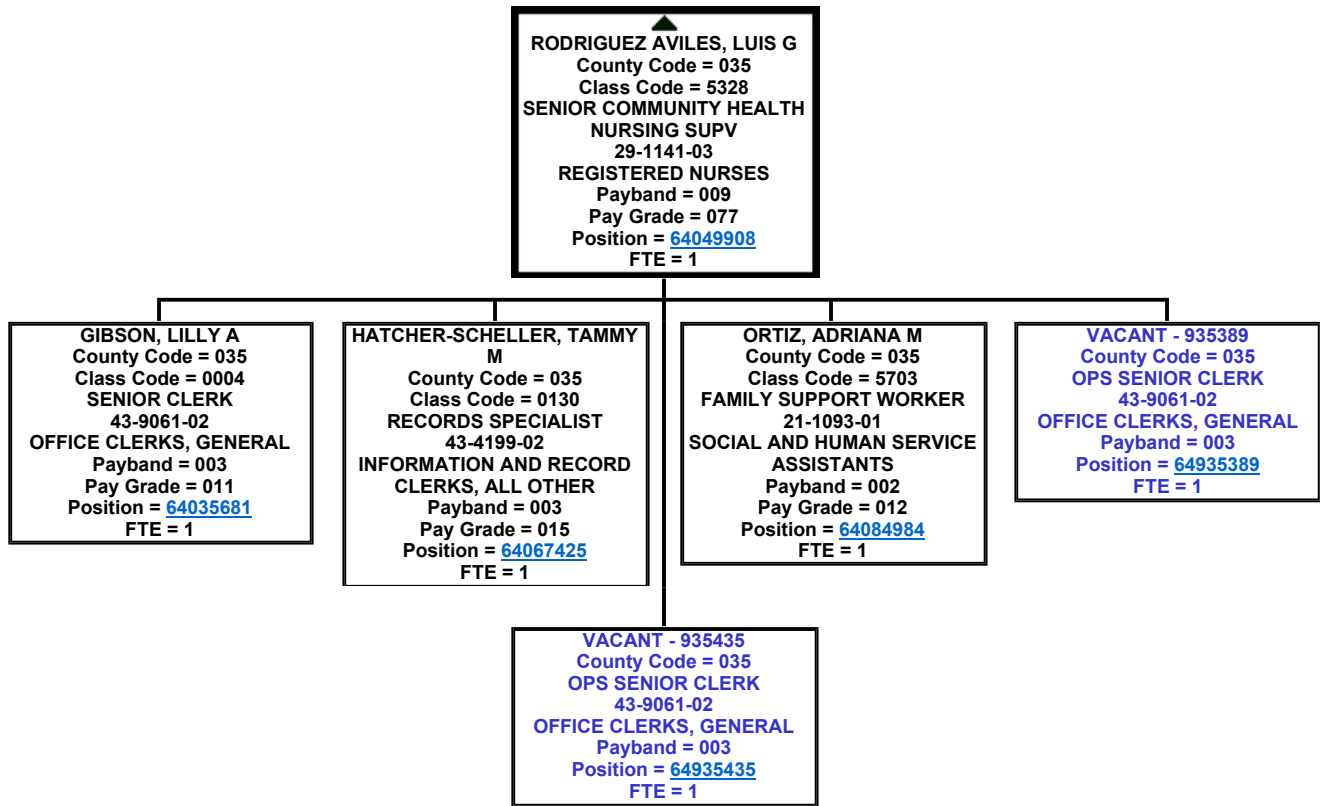 RODRIGUEZ AVILES, LUIS G
County Code = 035
Class Code = 5328
SENIOR COMMUNITY HEALTH
NURSING SUPV
29-1141-03
REGISTERED NURSES
Payband = 009
Pay Grade = 077
Position = 64049908
FTE = 1
GIBSON, LILLY A
County Code = 035
Class Code = 0004
SENIOR CLERK
43-9061-02
OFFICE CLERKS, GENERAL
Payband = 003
Pay Grade = 011
Position = 64035681
FTE = 1
HATCHER-SCHELLER, TAMMY
M
County Code = 035
Class Code = 0130
RECORDS SPECIALIST
43-4199-02
INFORMATION AND RECORD
CLERKS, ALL OTHER
Payband = 003
Pay Grade = 015
Position = 64067425
FTE = 1
ORTIZ, ADRIANA M
County Code = 035
Class Code = 5703
FAMILY SUPPORT WORKER
21-1093-01
SOCIAL AND HUMAN SERVICE
ASSISTANTS
Payband = 002
Pay Grade = 012
Position = 64084984
FTE = 1
VACANT - 935389
County Code = 035
OPS SENIOR CLERK
43-9061-02
OFFICE CLERKS, GENERAL
Payband = 003
Position = 64935389
FTE = 1
VACANT - 935435
County Code = 035
OPS SENIOR CLERK
43-9061-02
OFFICE CLERKS, GENERAL
Payband = 003
Position = 64935435
FTE = 1